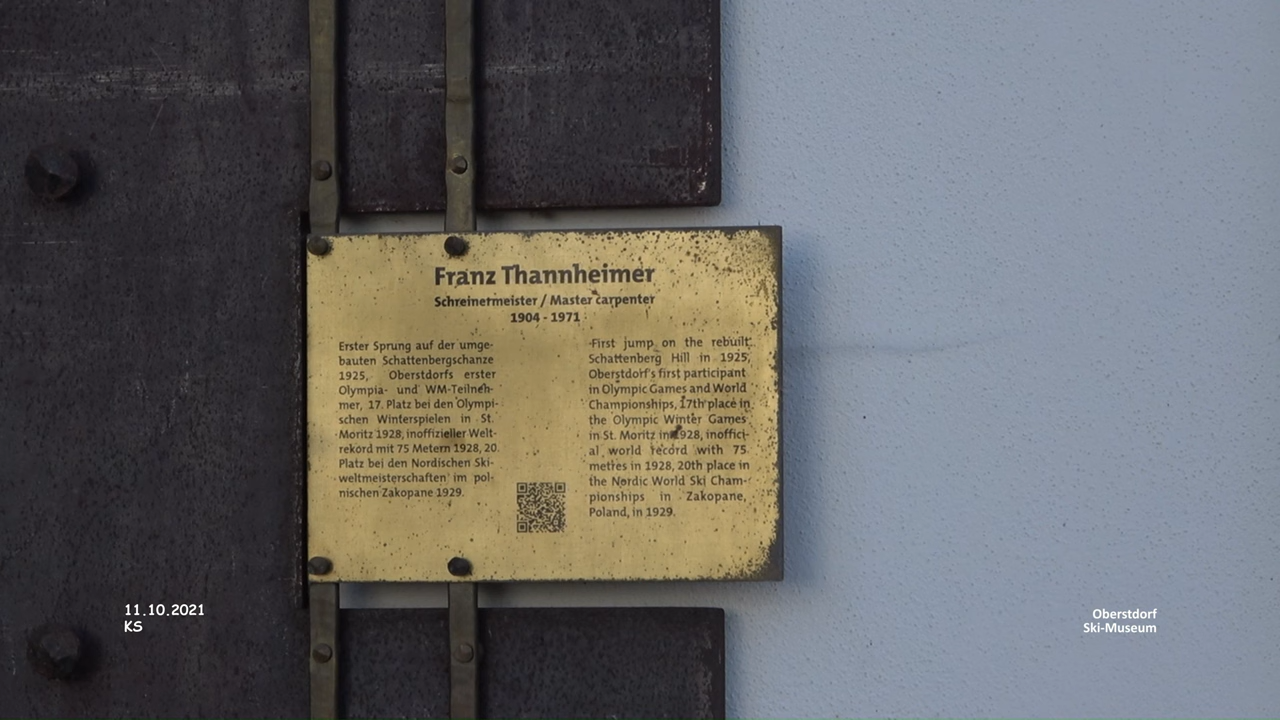 Franz Thannheimer
Schreinermeister / Master carpenter
1904 - 1971
Erster Sprung auf der umge-
bauten Schattenbergschanze
1925, Oberstdorfs erster
Olympia- und WM-Teilneh-
mer, 17. Platz bei den Olympi-
schen Winterspielen in St.
Moritz 1928, inoffizieller Welt-
rekord mit 75 Metern 1928, 20.
Platz bei den Nordischen Ski-
weltmeisterschaften im pol-
nischen Zakopane 1929.
First jump on the rebuilt
Schattenberg Hill in 1925,
Oberstdorf's first participant
in Olympic Games and World
Championships, 17th place in
the Olympic Winter Games
in St. Moritz in 1928, inoffici-
al world record with 75
metres in 1928, 20th place in
the Nordic World Ski Cham-
pionships in Zakopane,
Poland, in 1929.
11.10.2021
KS
Oberstdorf
Ski-Museum